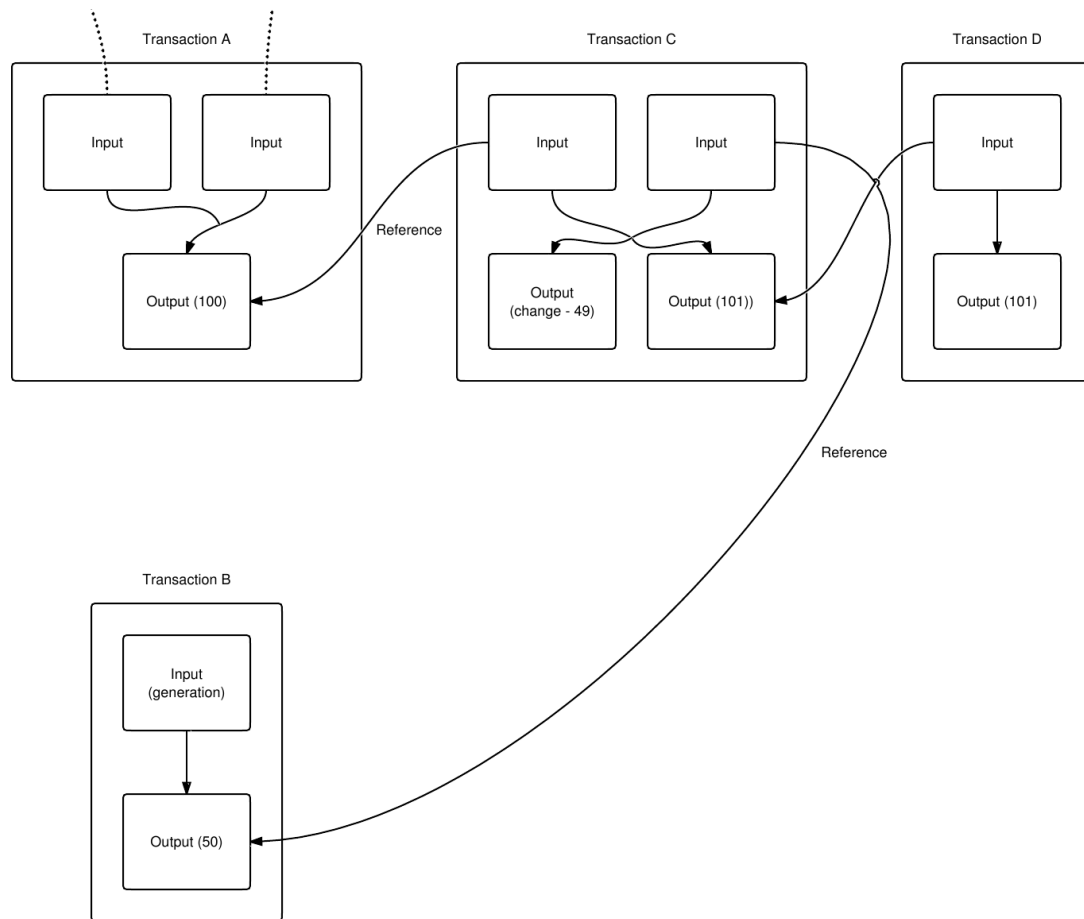 Transaction A
Transaction C
Transaction D
Input
Input
Input
Input
Input
Reference
Output (100)
Output
(change - 49)
Output (101))
Output (101)
Reference
Transaction B
Input
(generation)
Output (50)